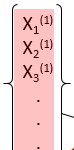 X₁⁽¹⁾
X₂⁽¹⁾
X₃⁽¹⁾
.
.
.